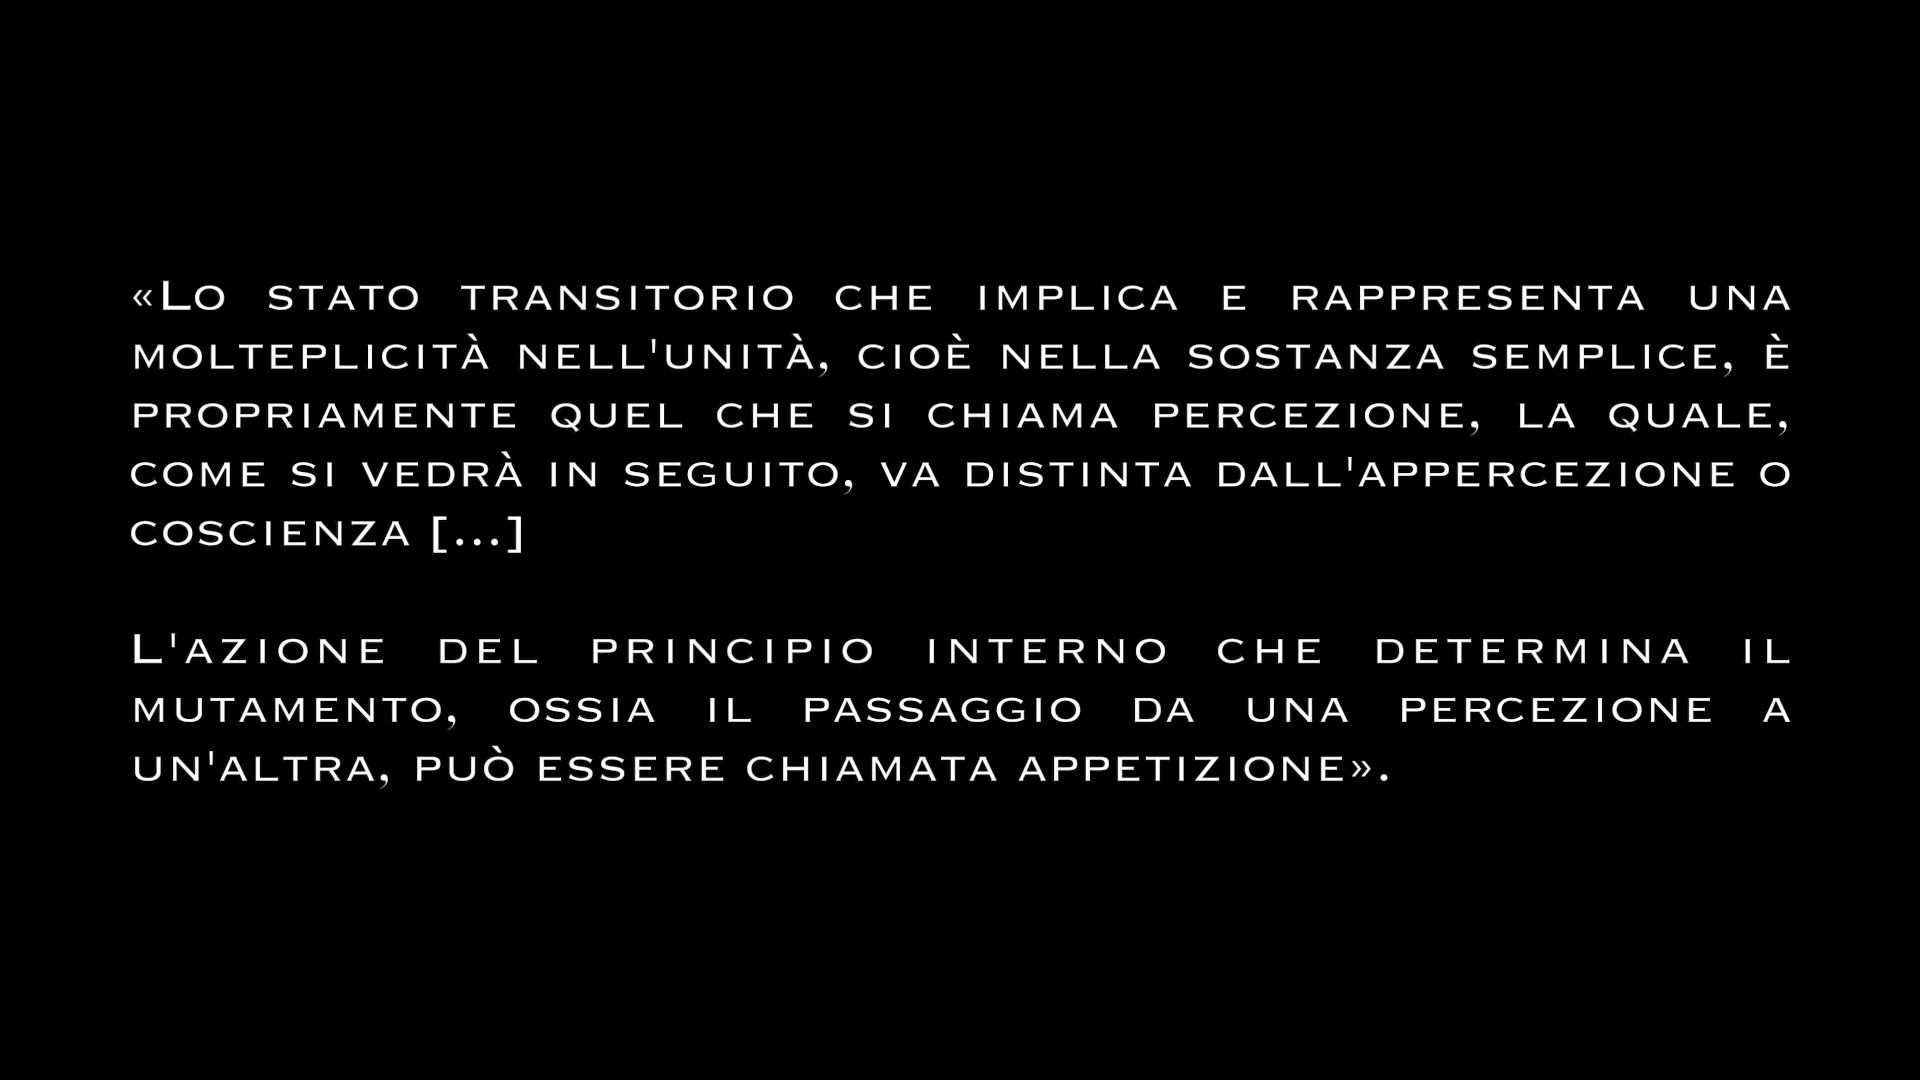 «Lo stato transitorio che implica e rappresenta una
molteplicità nell'unità, cioè nella sostanza semplice, è
propriamente quel che si chiama percezione, la quale,
come si vedrà in seguito, va distinta dall'appercezione o
coscienza [...]
L'azione del principio interno che determina il
mutamento, ossia il passaggio da una percezione a
un'altra, può essere chiamata appetizione».